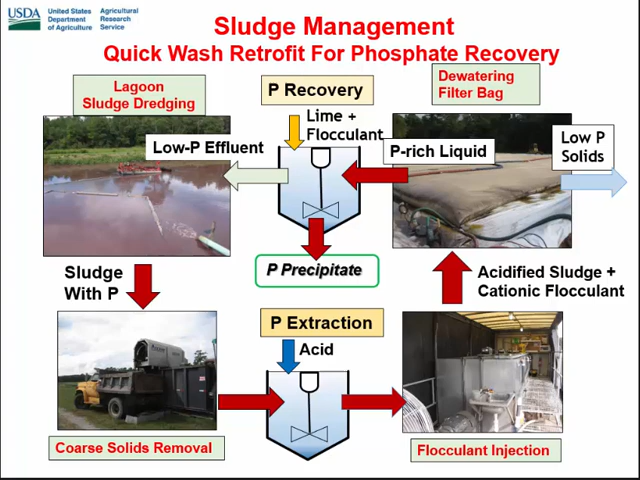 USDA
United States
Department
of Agriculture
Agricultural
Research
Service
Sludge Management
Quick Wash Retrofit For Phosphate Recovery
Lagoon
Sludge Dredging
P Recovery
Dewatering
Filter Bag
Lime +
Flocculant
Low-P Effluent
P-rich Liquid
Low P
Solids
P Precipitate
Sludge
With P
Acidified Sludge +
Cationic Flocculant
P Extraction
Acid
Coarse Solids Removal
Flocculant Injection